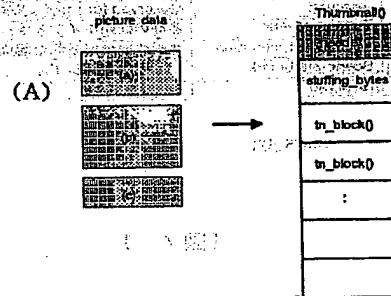 picture data
Thumbnail()
(A)
(a)
stuffing_bytes
tn_block()
(b)
tn_block()
(c)
: